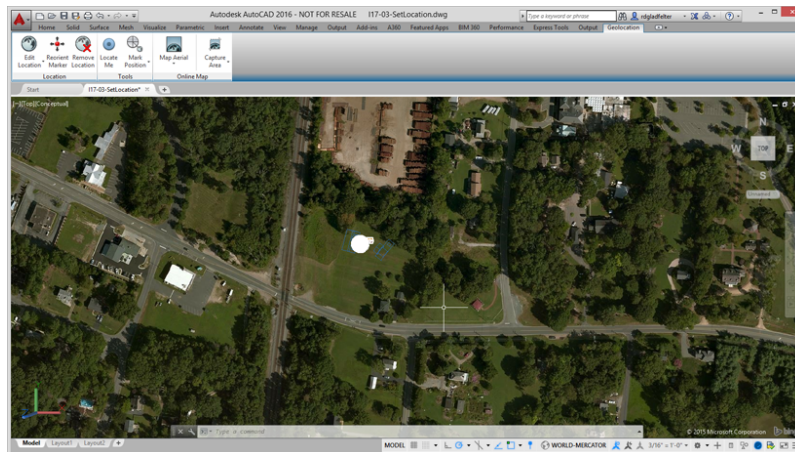 Autodesk AutoCAD 2016 - NOT FOR RESALE I17-03-SetLocation.dwg
Type a keyword or phrase
rdgladfelter
Home Solid Surface Mesh Visualize Parametric Insert Annotate View Manage Output Add-ins A360 Featured Apps BIM 360 Performance Express Tools Output Geolocation
Edit Location
Reorient Marker
Remove Location
Locate Me
Mark Position
Map Aerial
Capture Area
Location Tools Online Map
Start I17-03-SetLocation*
[-][Top][Conceptual]
N
W TOP E
S
Unnamed
Type a command
© 2015 Microsoft Corporation bing
Model Layout1 Layout2 +
MODEL WORLD-MERCATOR 3/16" = 1'-0"